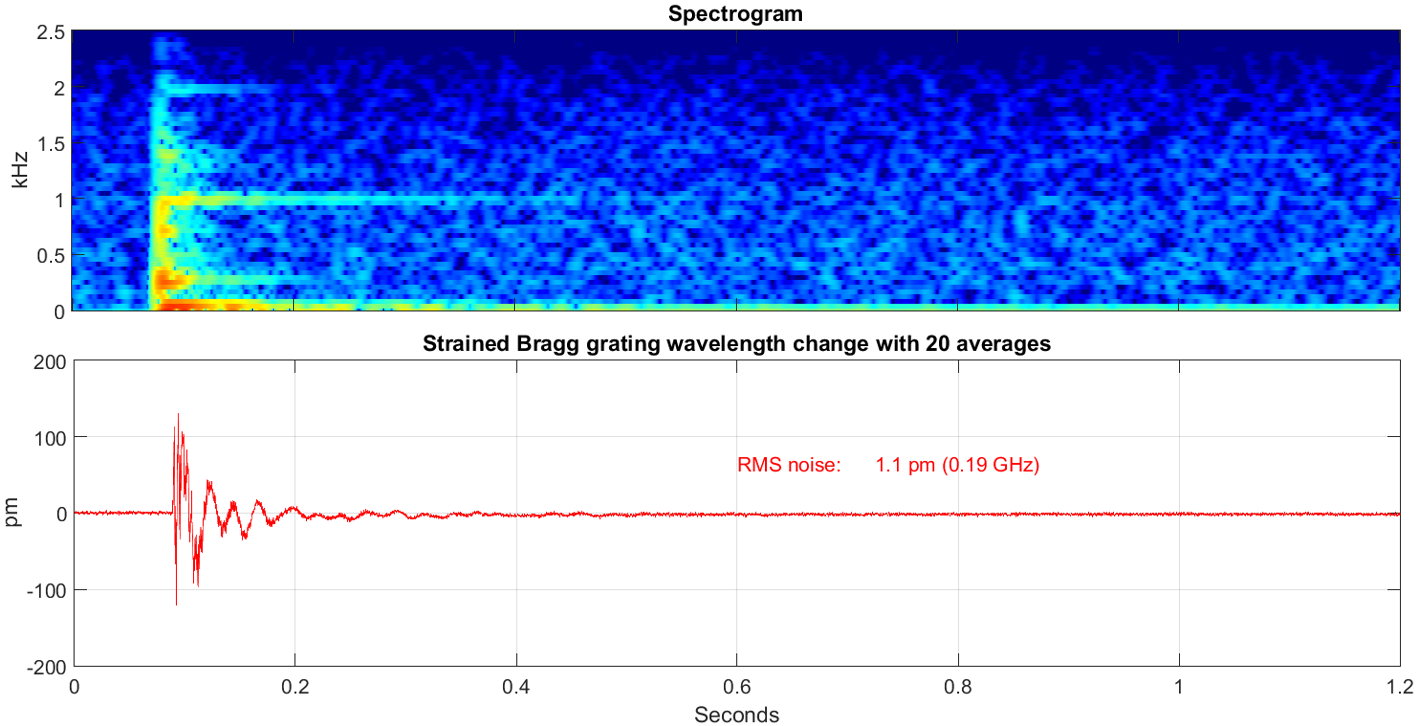 Spectrogram
2.5
2
1.5
1
0.5
0
kHz
Strained Bragg grating wavelength change with 20 averages
200
100
0
-100
-200
pm
RMS noise: 1.1 pm (0.19 GHz)
0 0.2 0.4 0.6 0.8 1 1.2
Seconds